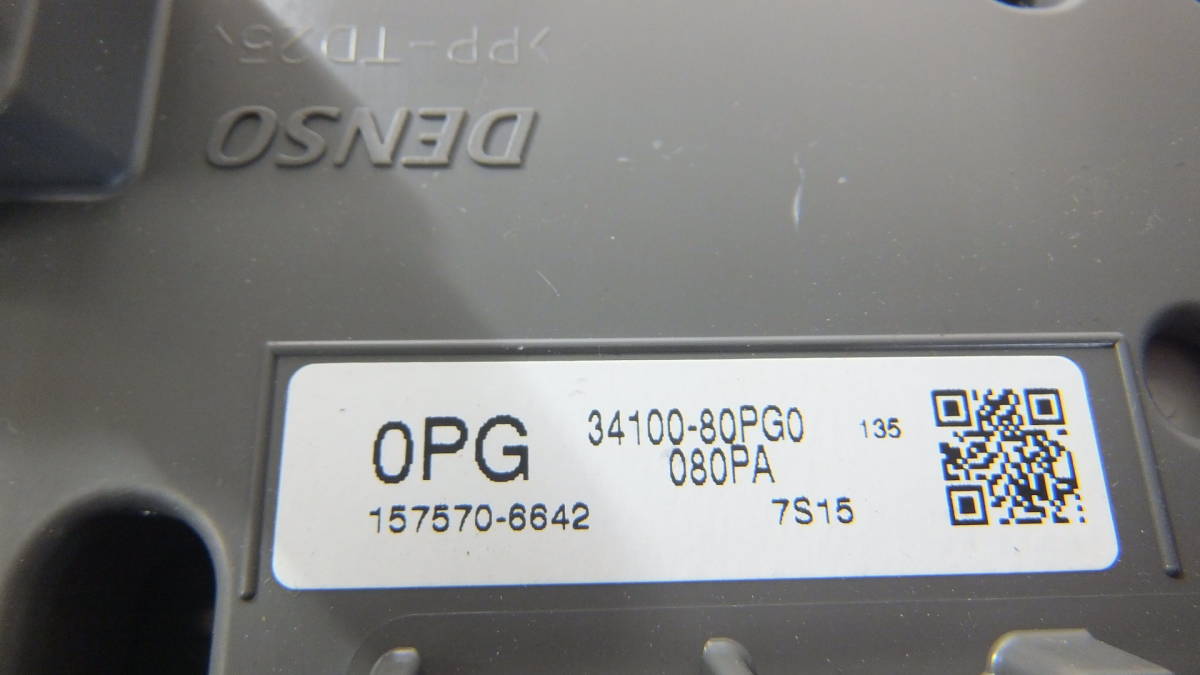 >PP-TD25<
DENSO
0PG
34100-80PG0
135
080PA
157570-6642
7S15